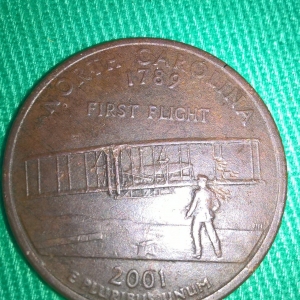 NORTH CAROLINA
1789
FIRST FLIGHT
2001
E PLURIBUS UNUM